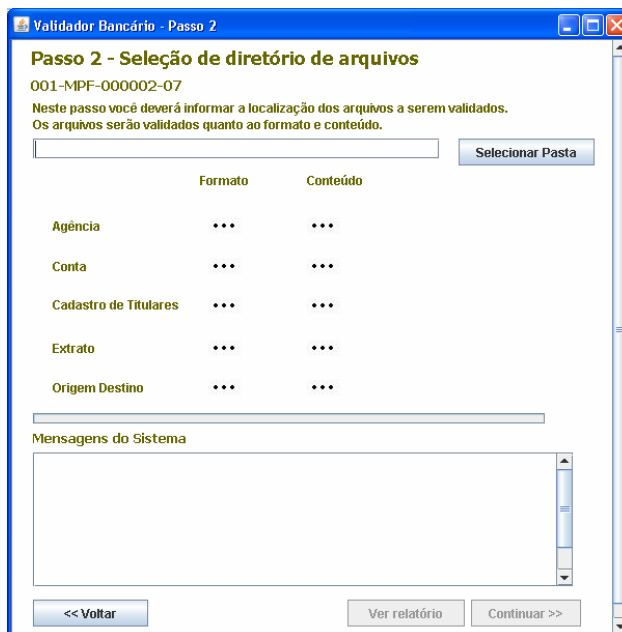 Validador Bancário - Passo 2
Passo 2 - Seleção de diretório de arquivos
001-MPF-000002-07
Neste passo você deverá informar a localização dos arquivos a serem validados.
Os arquivos serão validados quanto ao formato e conteúdo.
Selecionar Pasta
Formato Conteúdo
Agência ••• •••
Conta ••• •••
Cadastro de Titulares ••• •••
Extrato ••• •••
Origem Destino ••• •••
Mensagens do Sistema
<< Voltar Ver relatório Continuar >>